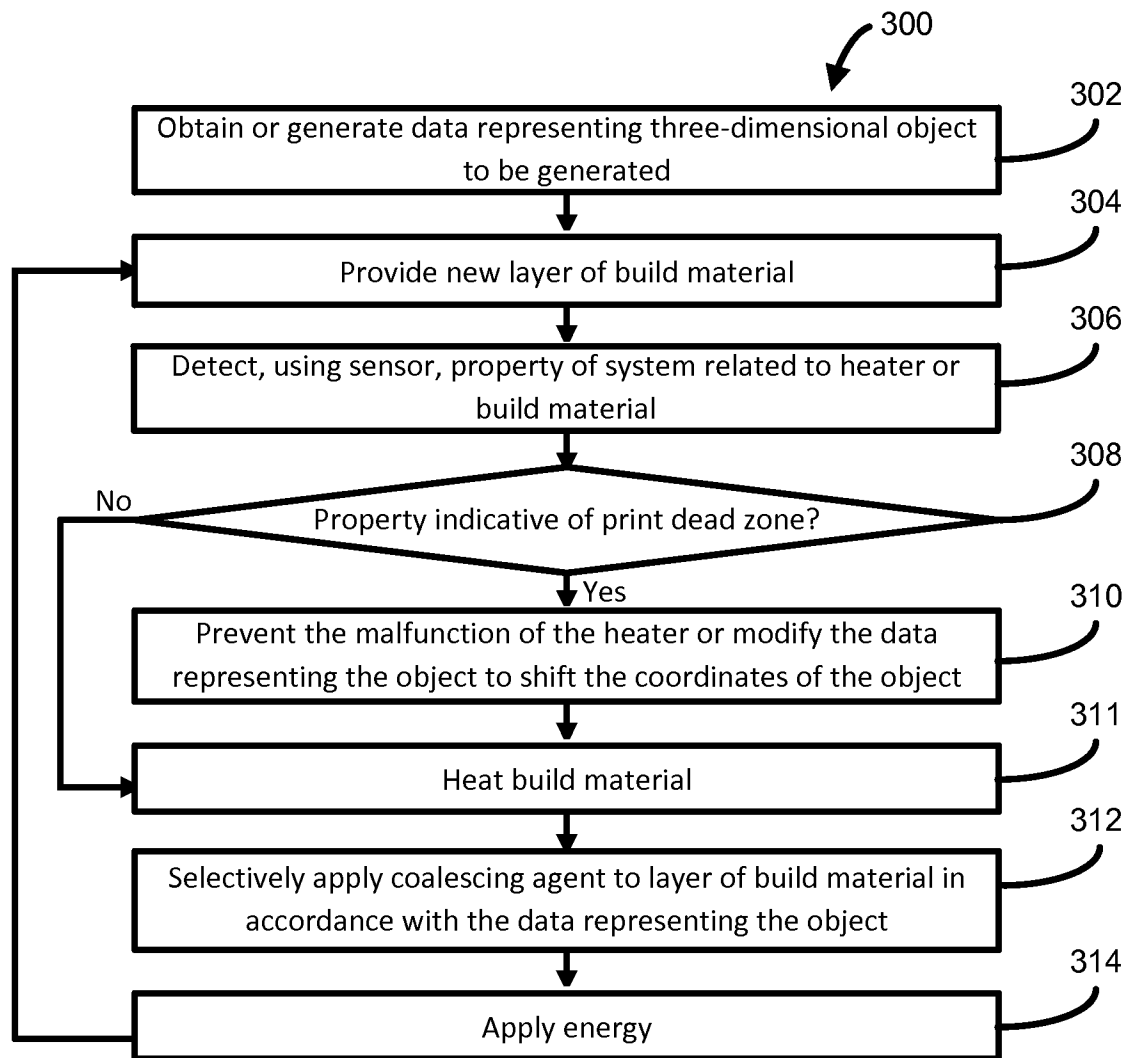 300
302
Obtain or generate data representing three-dimensional object
to be generated
304
Provide new layer of build material
306
Detect, using sensor, property of system related to heater or
build material
308
No
Property indicative of print dead zone?
Yes
310
Prevent the malfunction of the heater or modify the data
representing the object to shift the coordinates of the object
311
Heat build material
312
Selectively apply coalescing agent to layer of build material in
accordance with the data representing the object
314
Apply energy